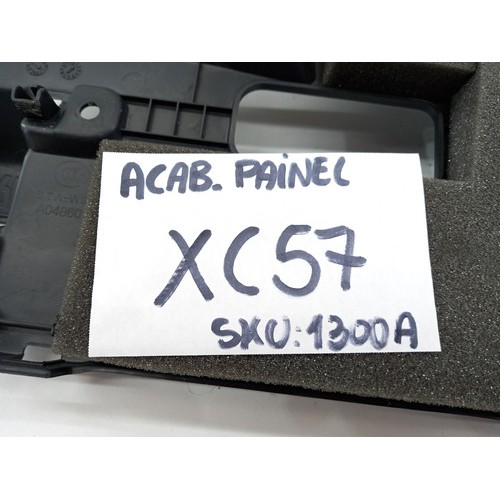 ACAB. PAINEL
XC57
SKU: 1300A